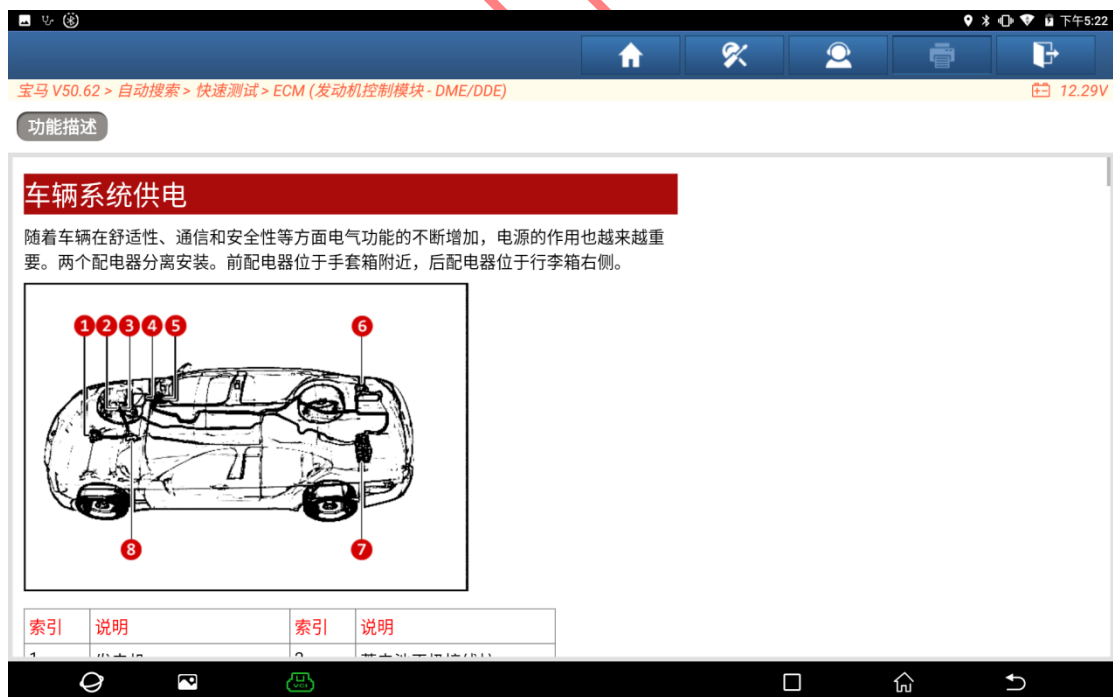 下午5:22
宝马 V50.62 > 自动搜索 > 快速测试 > ECM (发动机控制模块 - DME/DDE)
12.29V
功能描述
车辆系统供电
随着车辆在舒适性、通信和安全性等方面电气功能的不断增加，电源的作用也越来越重
要。两个配电器分离安装。前配电器位于手套箱附近，后配电器位于行李箱右侧。
1 2 3 4 5 6
8 7
索引 说明 索引 说明
VCI